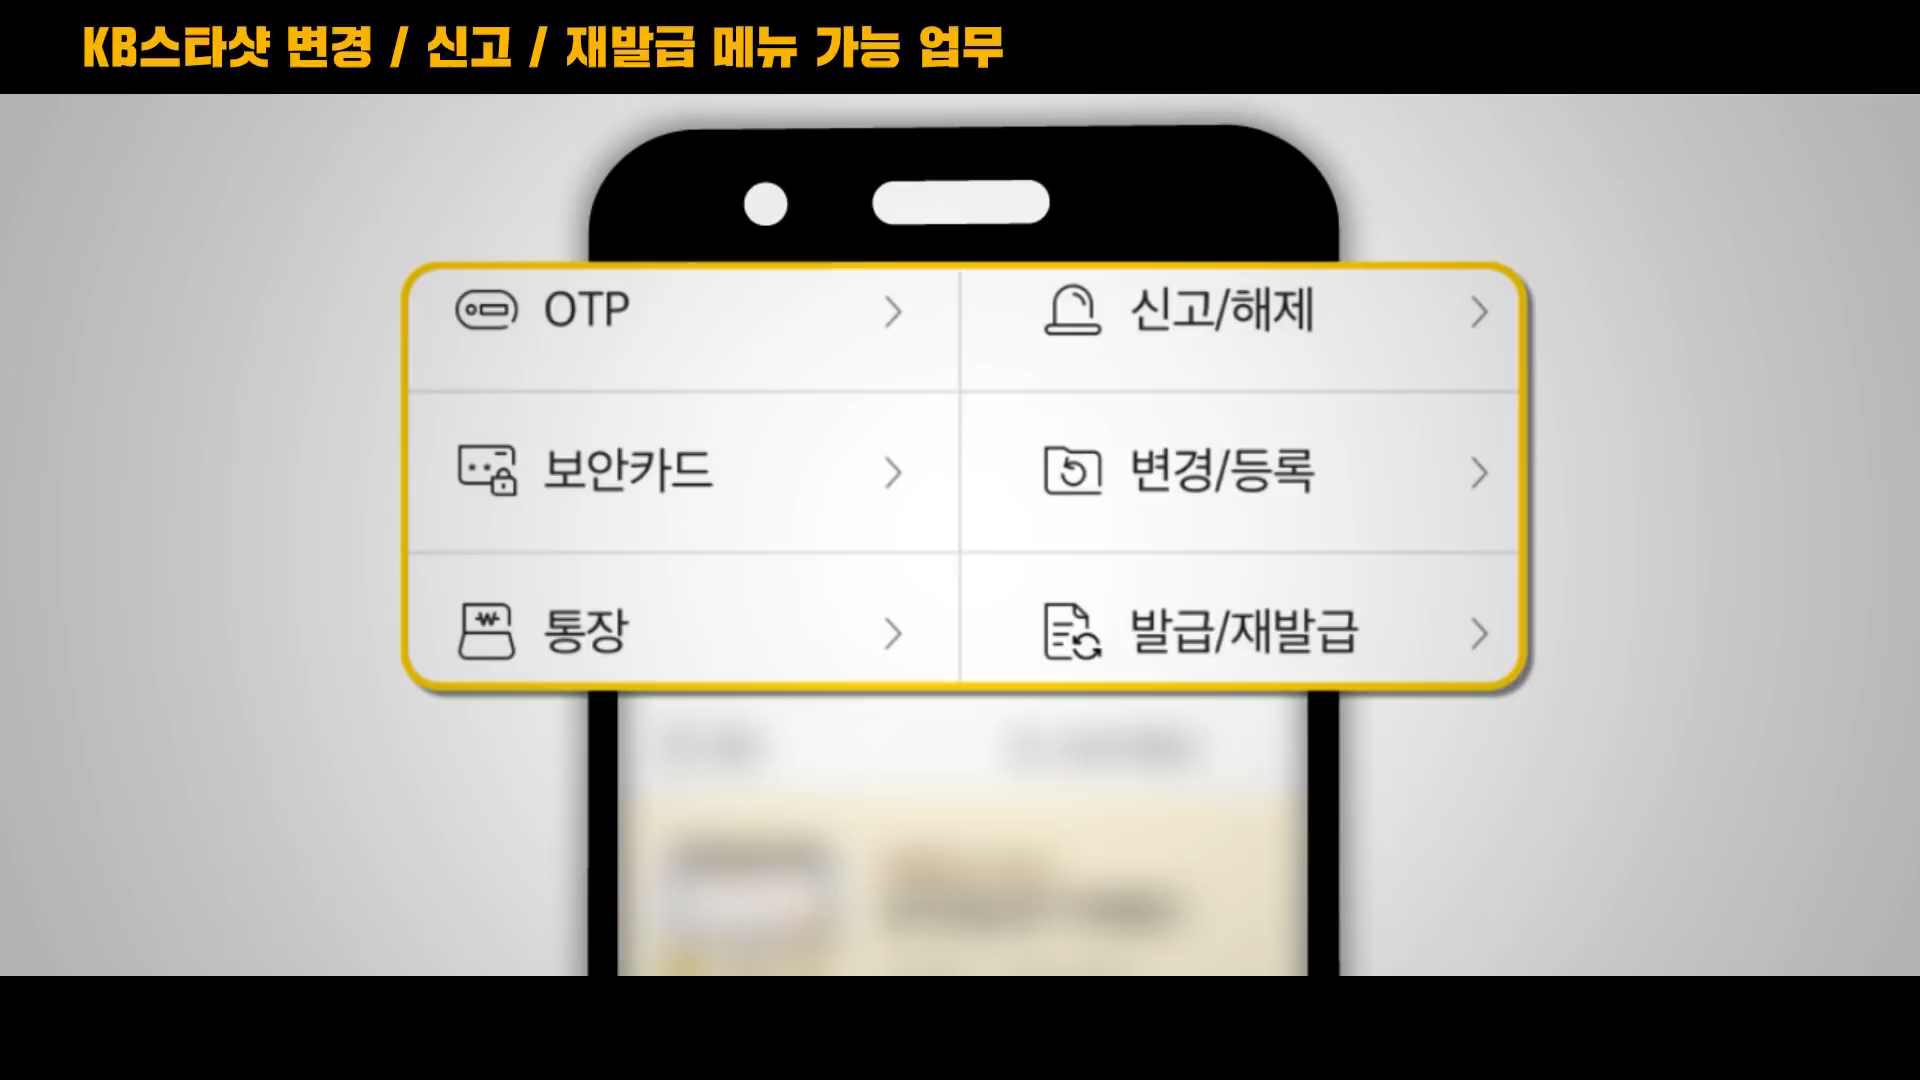 KB스타샷 변경 / 신고 / 재발급 메뉴 가능 업무
OTP
신고/해제
보안카드
변경/등록
통장
발급/재발급